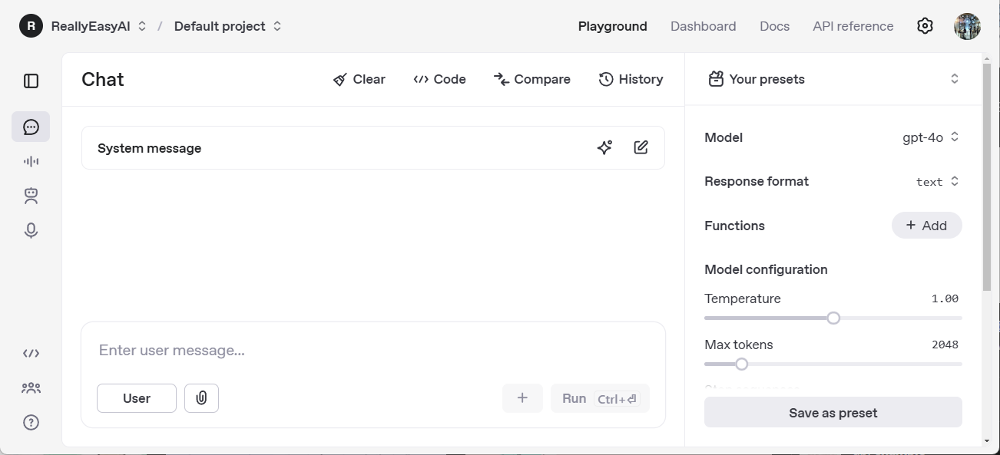 R ReallyEasyAI / Default project Playground Dashboard Docs API reference
Chat Clear Code Compare History
System message
Enter user message...
User + Run Ctrl+⏎
Your presets
Model gpt-4o
Response format text
Functions + Add
Model configuration
Temperature 1.00
Max tokens 2048
Save as preset